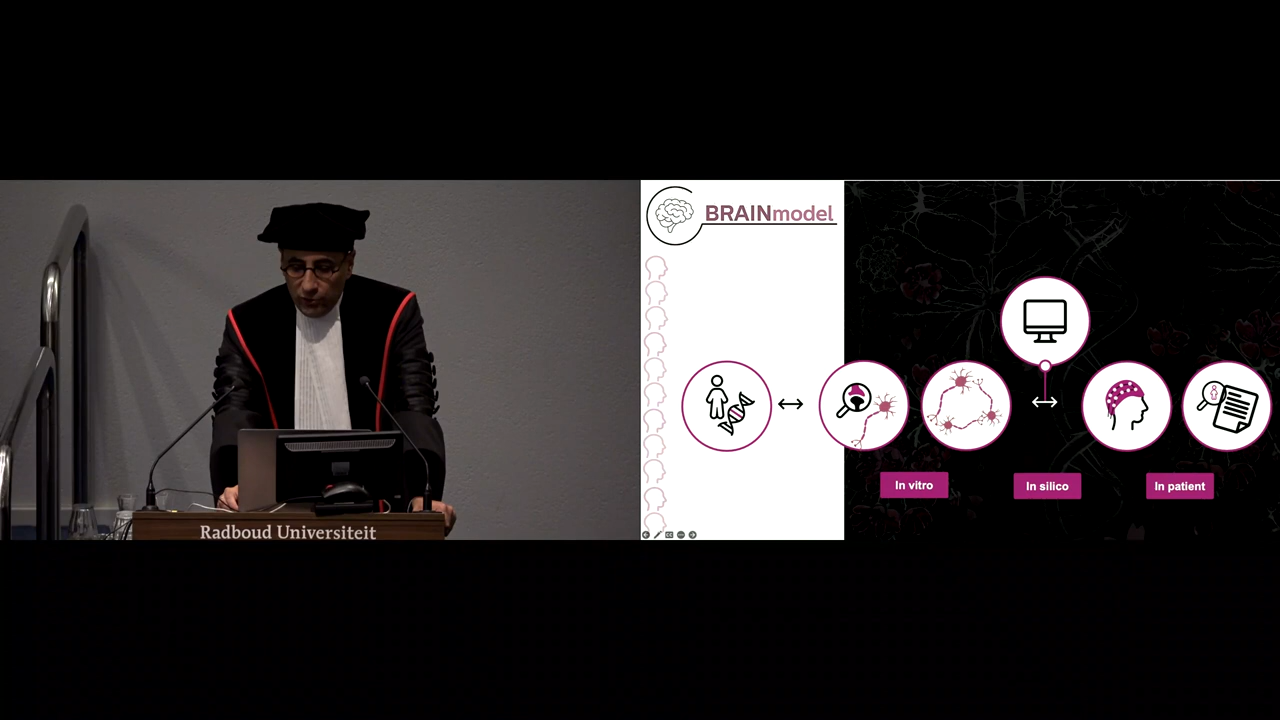 BRAINmodel
In vitro
In silico
In patient
Radboud Universiteit